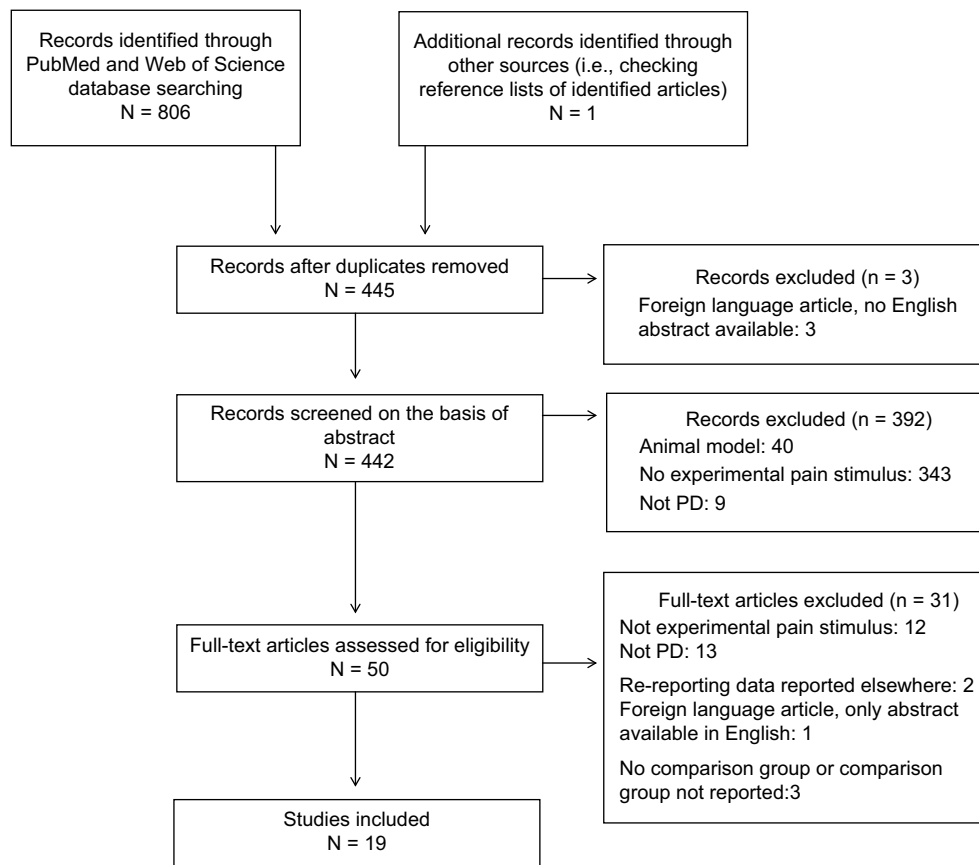 Records identified through
PubMed and Web of Science
database searching
N = 806
Additional records identified through
other sources (i.e., checking
reference lists of identified articles)
N = 1
Records after duplicates removed
N = 445
Records excluded (n = 3)
Foreign language article, no English
abstract available: 3
Records screened on the basis of
abstract
N = 442
Records excluded (n = 392)
Animal model: 40
No experimental pain stimulus: 343
Not PD: 9
Full-text articles assessed for eligibility
N = 50
Full-text articles excluded (n = 31)
Not experimental pain stimulus: 12
Not PD: 13
Re-reporting data reported elsewhere: 2
Foreign language article, only abstract
available in English: 1
No comparison group or comparison
group not reported:3
Studies included
N = 19